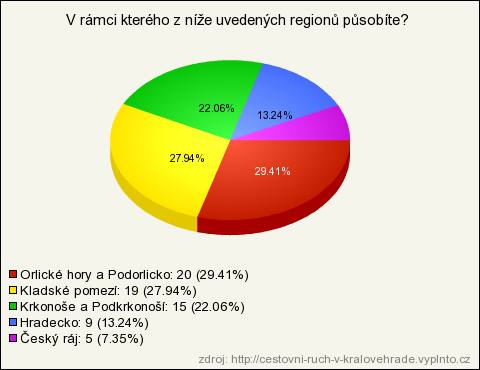 V rámci kterého z níže uvedených regionů působíte?
22.06%
13.24%
27.94%
29.41%
Orlické hory a Podorlicko: 20 (29.41%)
Kladské pomezí: 19 (27.94%)
Krkonoše a Podkrkonoší: 15 (22.06%)
Hradecko: 9 (13.24%)
Český ráj: 5 (7.35%)
zdroj: http://cestovni-ruch-v-kralovehrade.vyplnto.cz